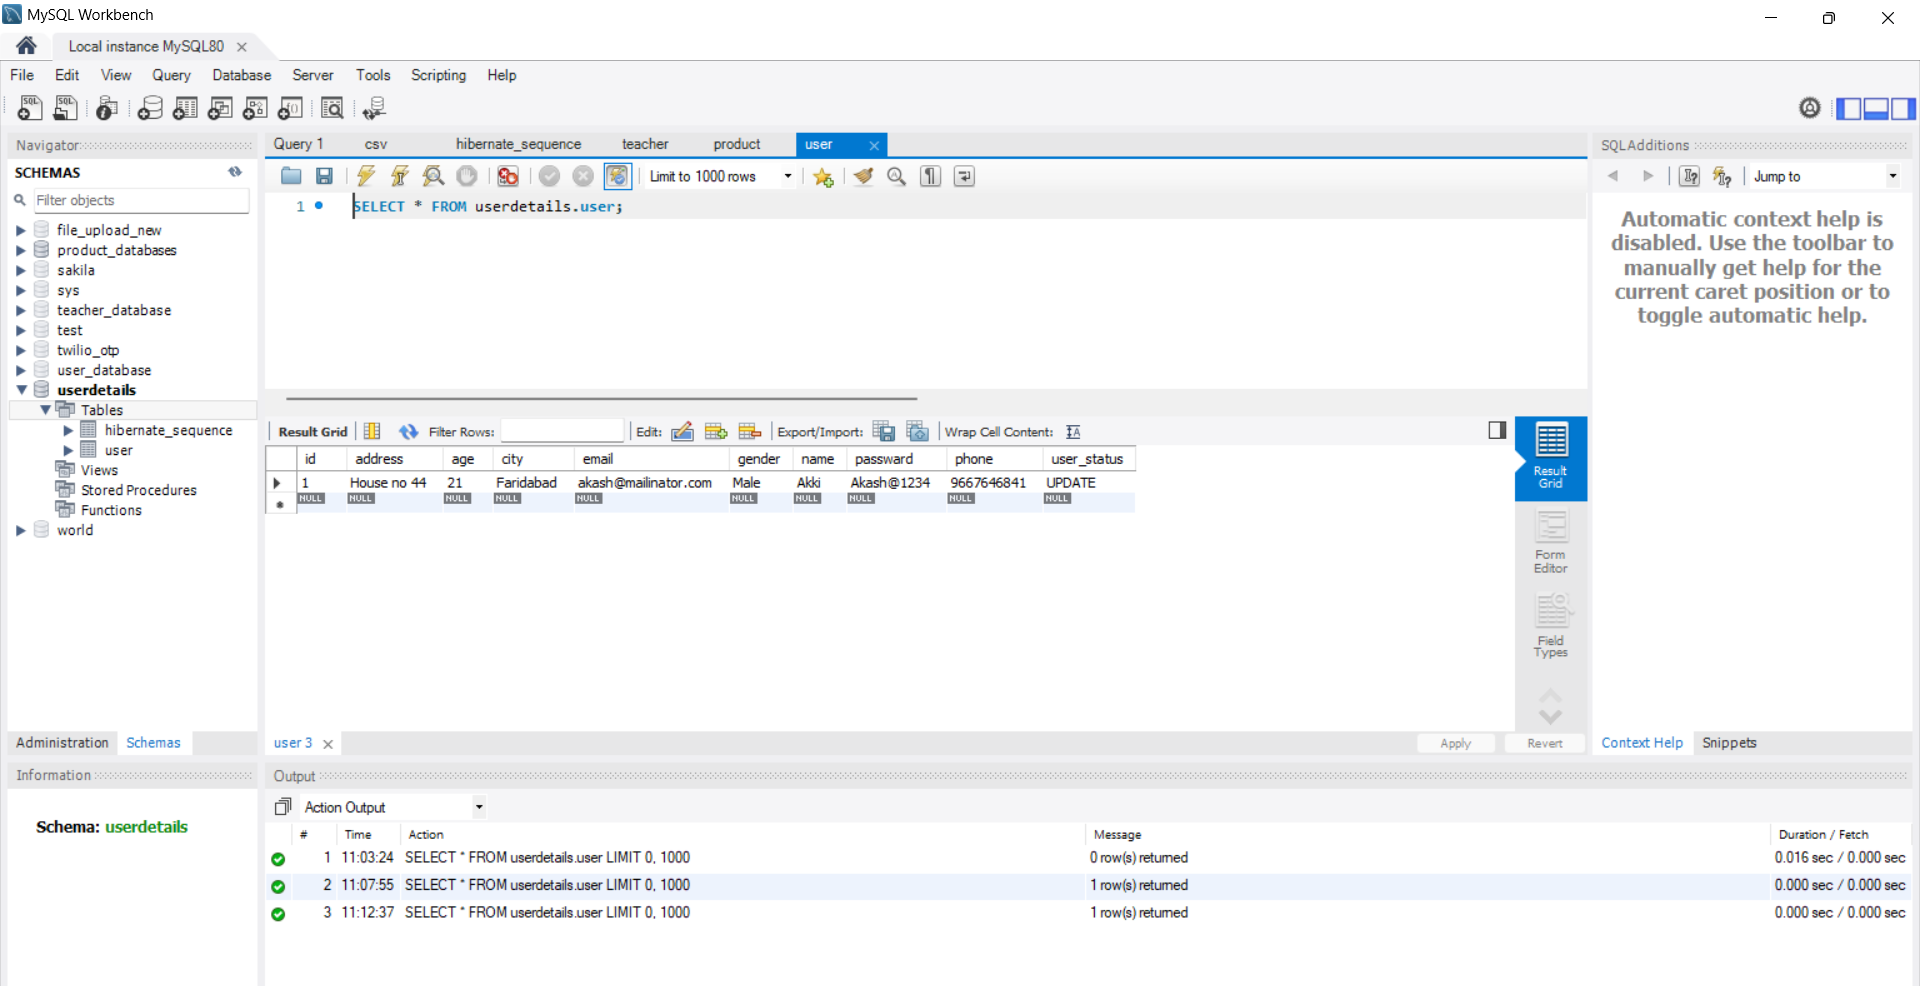 MySQL Workbench
Local instance MySQL80
File Edit View Query Database Server Tools Scripting Help
Navigator
SCHEMAS
Filter objects
file_upload_new
product_databases
sakila
sys
teacher_database
test
twilio_otp
user_database
userdetails
Tables
hibernate_sequence
user
Views
Stored Procedures
Functions
world
Administration Schemas
Information
Schema: userdetails
Query 1 csv hibernate_sequence teacher product user
Limit to 1000 rows
1 SELECT * FROM userdetails.user;
Result Grid Filter Rows: Edit: Export/Import: Wrap Cell Content:
id address age city email gender name passward phone user_status
1 House no 44 21 Faridabad akash@mailinator.com Male Akki Akash@1234 9667646841 UPDATE
NULL NULL NULL NULL NULL NULL NULL NULL NULL NULL
Result
Grid
Form
Editor
Field
Types
user 3
Apply Revert
SQLAdditions
Jump to
Automatic context help is
disabled. Use the toolbar to
manually get help for the
current caret position or to
toggle automatic help.
Context Help Snippets
Output
Action Output
# Time Action Message Duration / Fetch
1 11:03:24 SELECT * FROM userdetails.user LIMIT 0, 1000 0 row(s) returned 0.016 sec / 0.000 sec
2 11:07:55 SELECT * FROM userdetails.user LIMIT 0, 1000 1 row(s) returned 0.000 sec / 0.000 sec
3 11:12:37 SELECT * FROM userdetails.user LIMIT 0, 1000 1 row(s) returned 0.000 sec / 0.000 sec